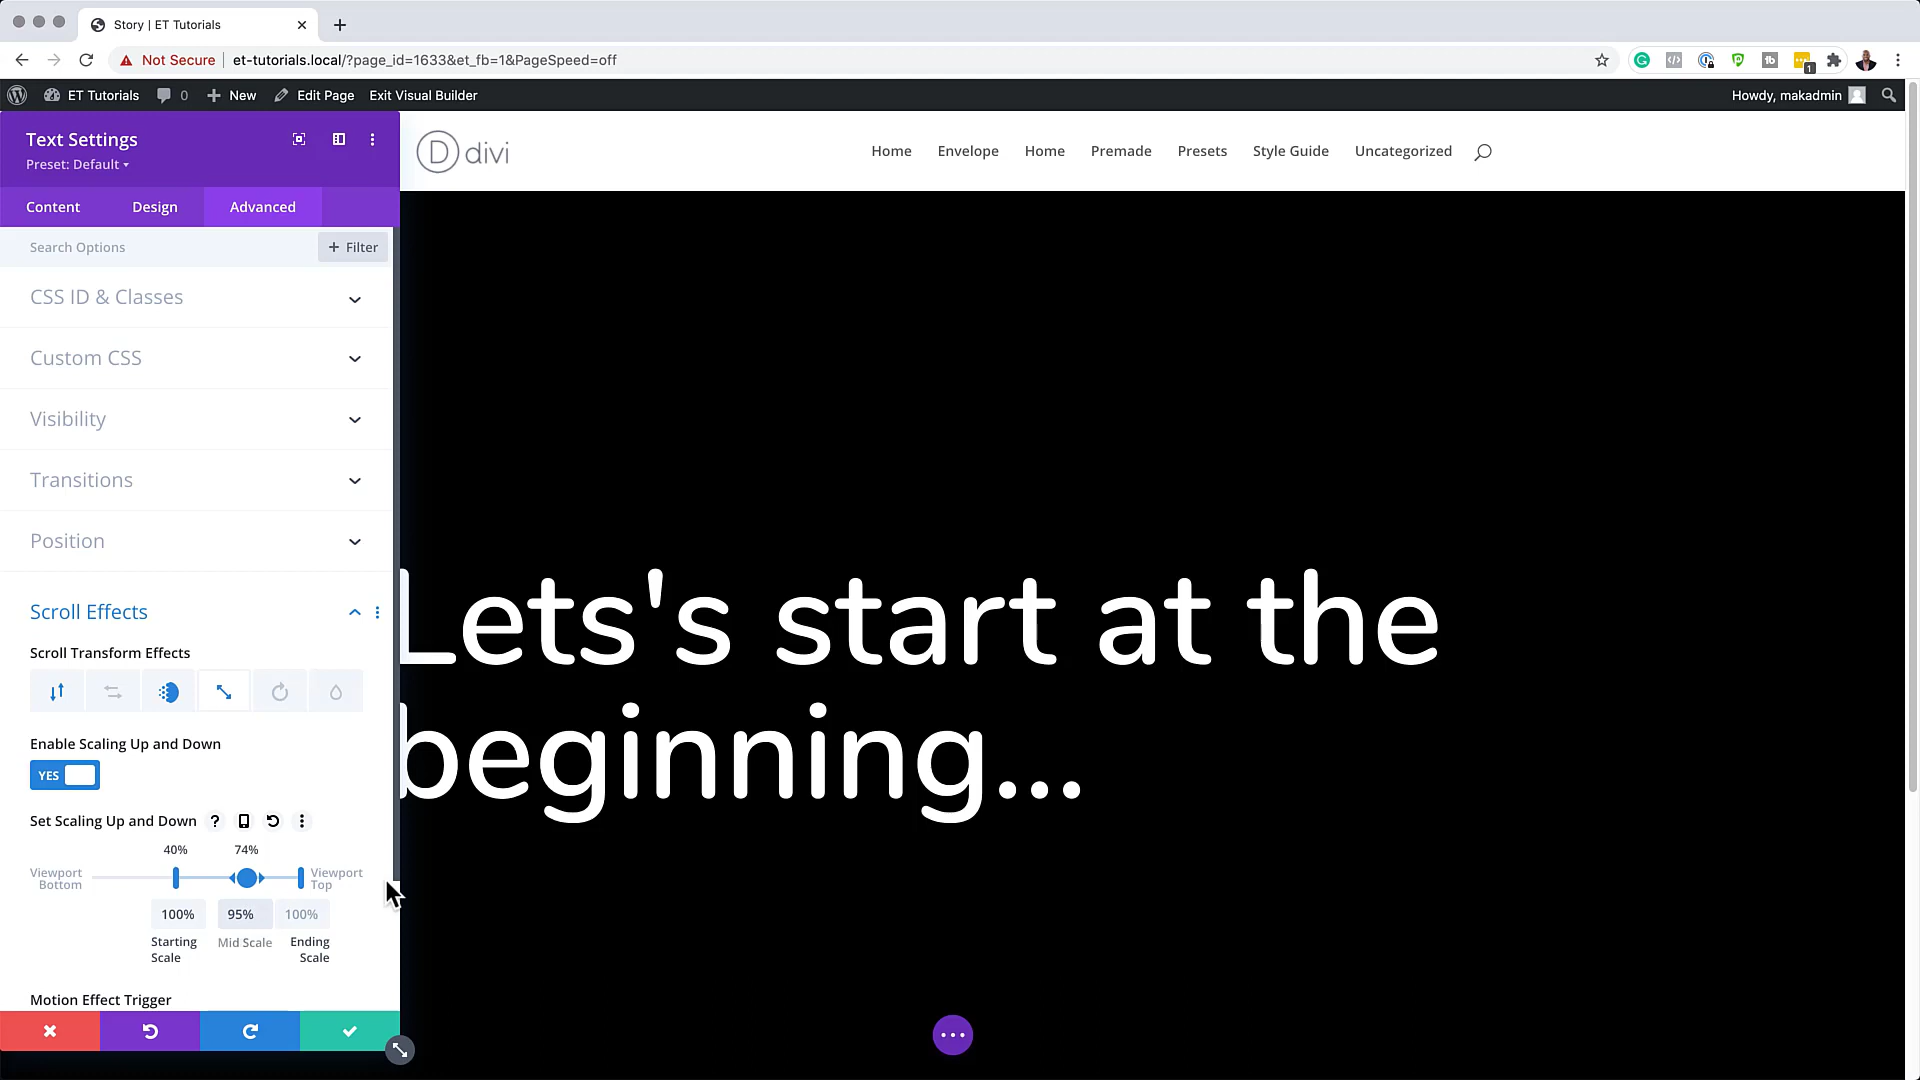 Story | ET Tutorials
Not Secure
et-tutorials.local/?page_id=1633&et_fb=1&PageSpeed=off
1
ET Tutorials
0
New
Edit Page
Exit Visual Builder
Howdy, makadmin
Text Settings
Preset: Default
Content
Design
Advanced
Search Options
+ Filter
CSS ID & Classes
Custom CSS
Visibility
Transitions
Position
Scroll Effects
Scroll Transform Effects
Enable Scaling Up and Down
YES
Set Scaling Up and Down
?
40%
74%
Viewport
Bottom
Viewport
Top
100%
95%
100%
Starting
Scale
Mid Scale
Ending
Scale
Motion Effect Trigger
D divi
Home
Envelope
Home
Premade
Presets
Style Guide
Uncategorized
Lets's start at the
beginning...